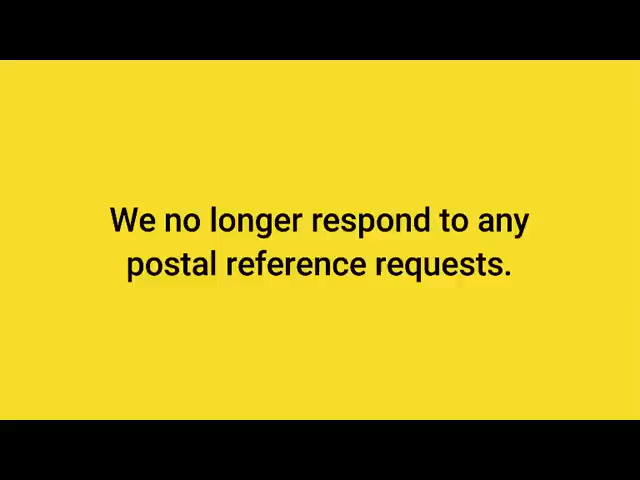 We no longer respond to any
postal reference requests.